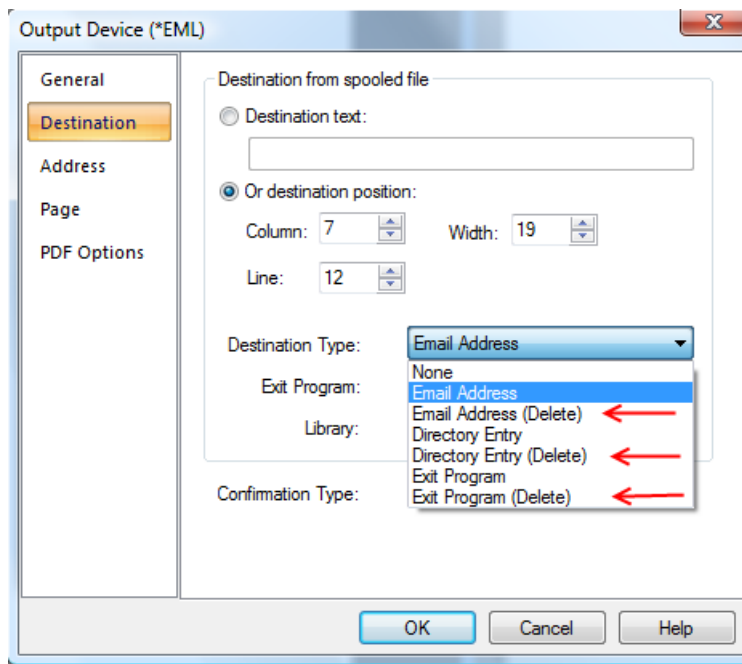 Output Device (*EML)
General
Destination
Address
Page
PDF Options
Destination from spooled file
Destination text:
Or destination position:
Column: 7 Width: 19
Line: 12
Destination Type: Email Address
None
Email Address
Email Address (Delete)
Directory Entry
Directory Entry (Delete)
Exit Program
Exit Program (Delete)
Exit Program:
Library:
Confirmation Type:
OK Cancel Help